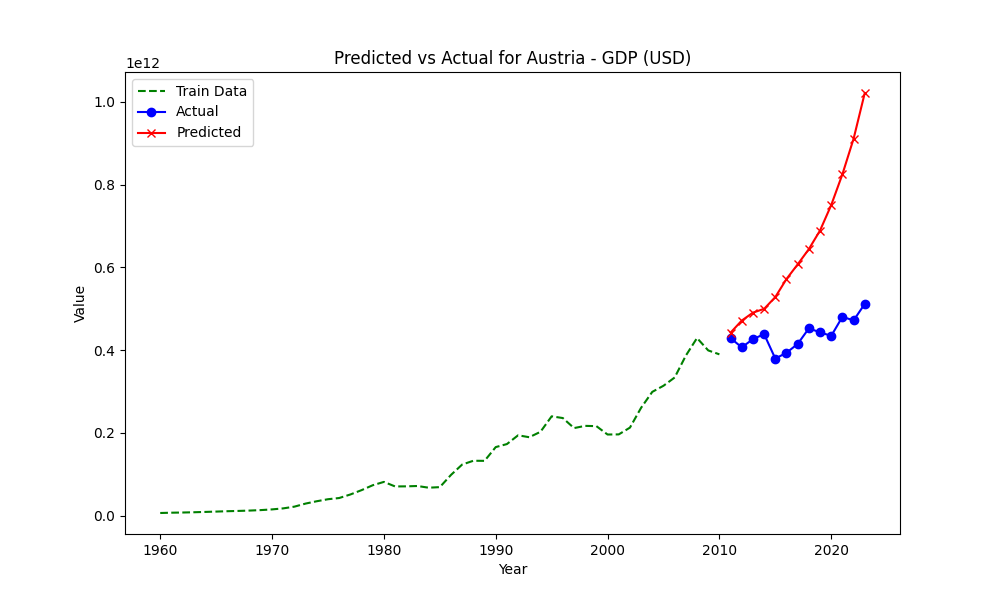 Predicted vs Actual for Austria - GDP (USD)
1e12
Train Data
Actual
Predicted
1.0
0.8
0.6
0.4
0.2
0.0
Value
1960 1970 1980 1990 2000 2010 2020
Year